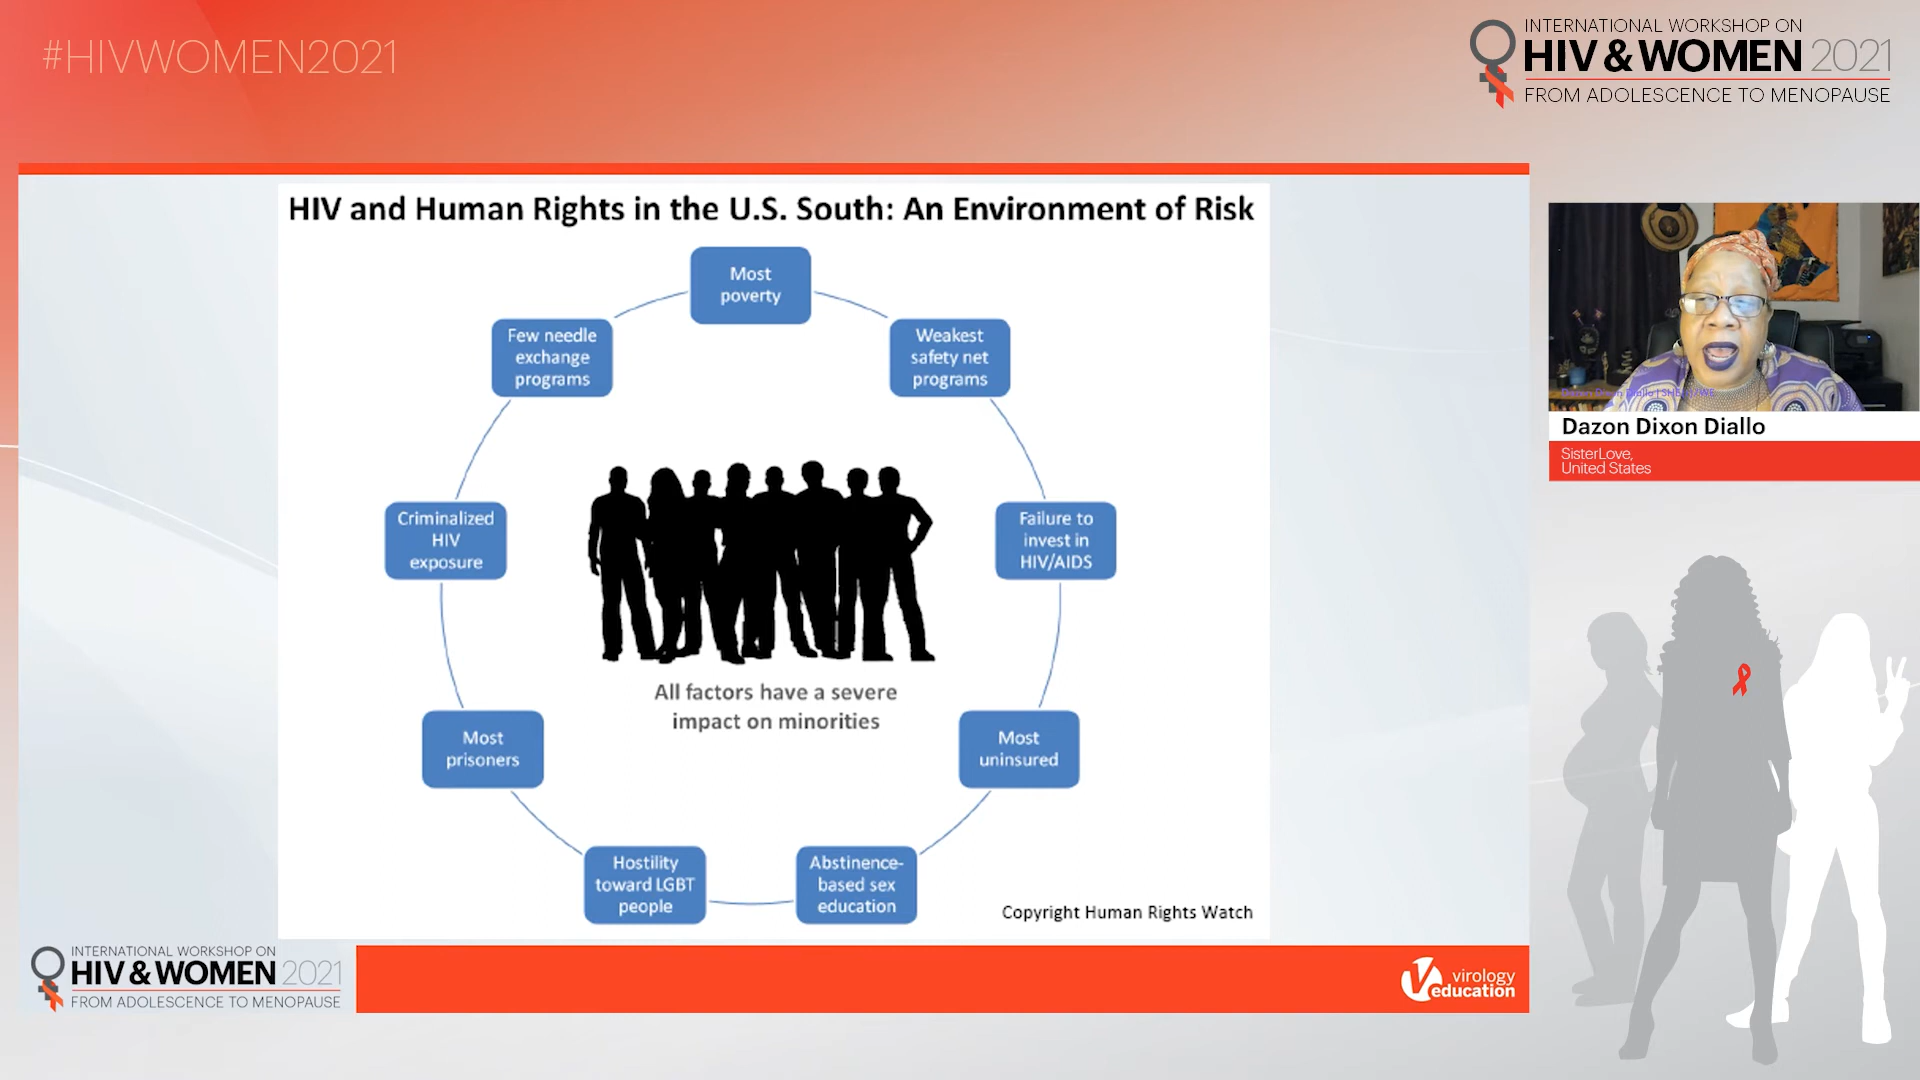 #HIVWOMEN2021
INTERNATIONAL WORKSHOP ON
HIV & WOMEN 2021
FROM ADOLESCENCE TO MENOPAUSE
HIV and Human Rights in the U.S. South: An Environment of Risk
Most
poverty
Weakest
safety net
programs
Failure to
invest in
HIV/AIDS
Most
uninsured
Abstinence-
based sex
education
Hostility
toward LGBT
people
Most
prisoners
Criminalized
HIV
exposure
Few needle
exchange
programs
All factors have a severe
impact on minorities
Copyright Human Rights Watch
Dazon Dixon Diallo
SisterLove,
United States
INTERNATIONAL WORKSHOP ON
HIV & WOMEN 2021
FROM ADOLESCENCE TO MENOPAUSE
virology
education